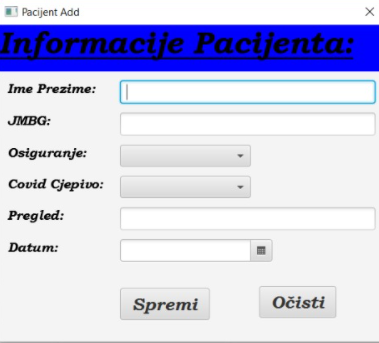 Pacijent Add
Informacije Pacijenta:
Ime Prezime:
JMBG:
Osiguranje:
Covid Cjepivo:
Pregled:
Datum:
Spremi
Očisti